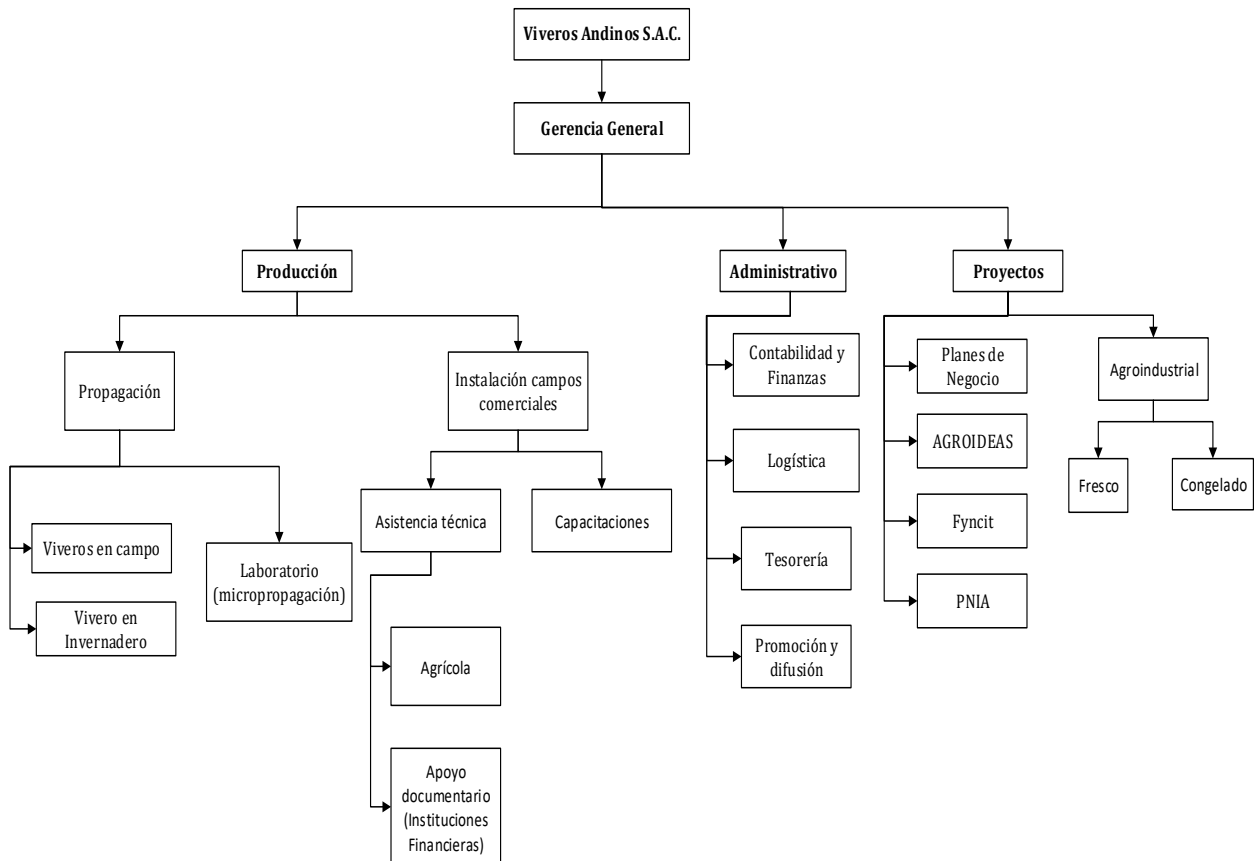 Viveros Andinos S.A.C.
Gerencia General
Producción
Administrativo
Proyectos
Propagación
Instalación campos
comerciales
Contabilidad y
Finanzas
Planes de
Negocio
Agroindustrial
Logística
AGROIDEAS
Fresco
Congelado
Asistencia técnica
Capacitaciones
Viveros en campo
Laboratorio
(micropropagación)
Tesorería
Fyncit
Vivero en
Invernadero
PNIA
Agrícola
Promoción y
difusión
Apoyo
documentario
(Instituciones
Financieras)